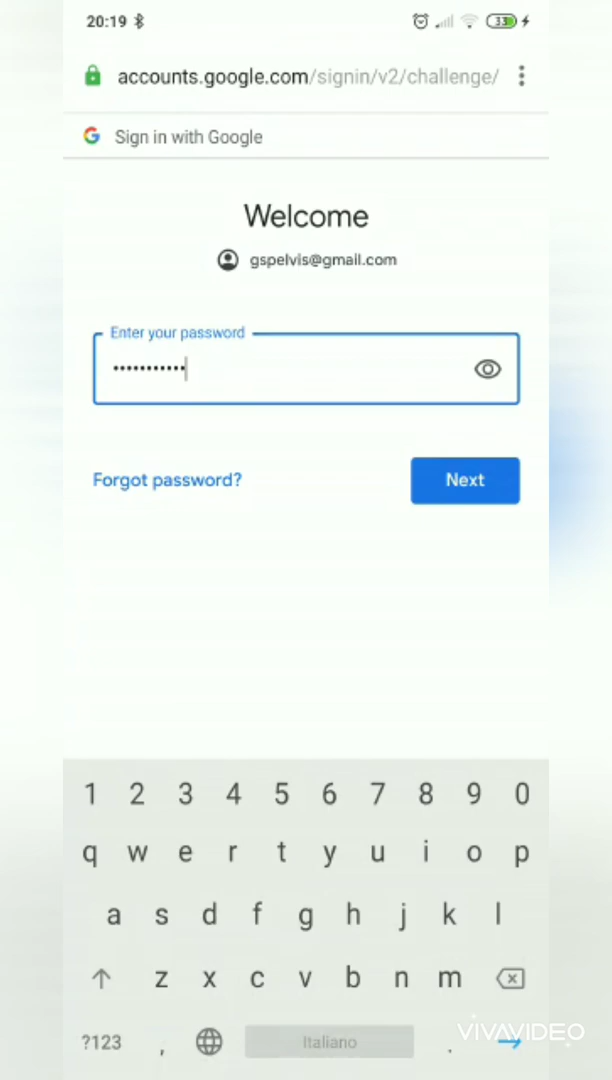 20:19 33
accounts.google.com/signin/v2/challenge/
G Sign in with Google
Welcome
gspelvis@gmail.com
Enter your password
•••••••••••
Forgot password? Next
1 2 3 4 5 6 7 8 9 0
q w e r t y u i o p
a s d f g h j k l
z x c v b n m
?123 , Italiano .
VIVAVIDEO